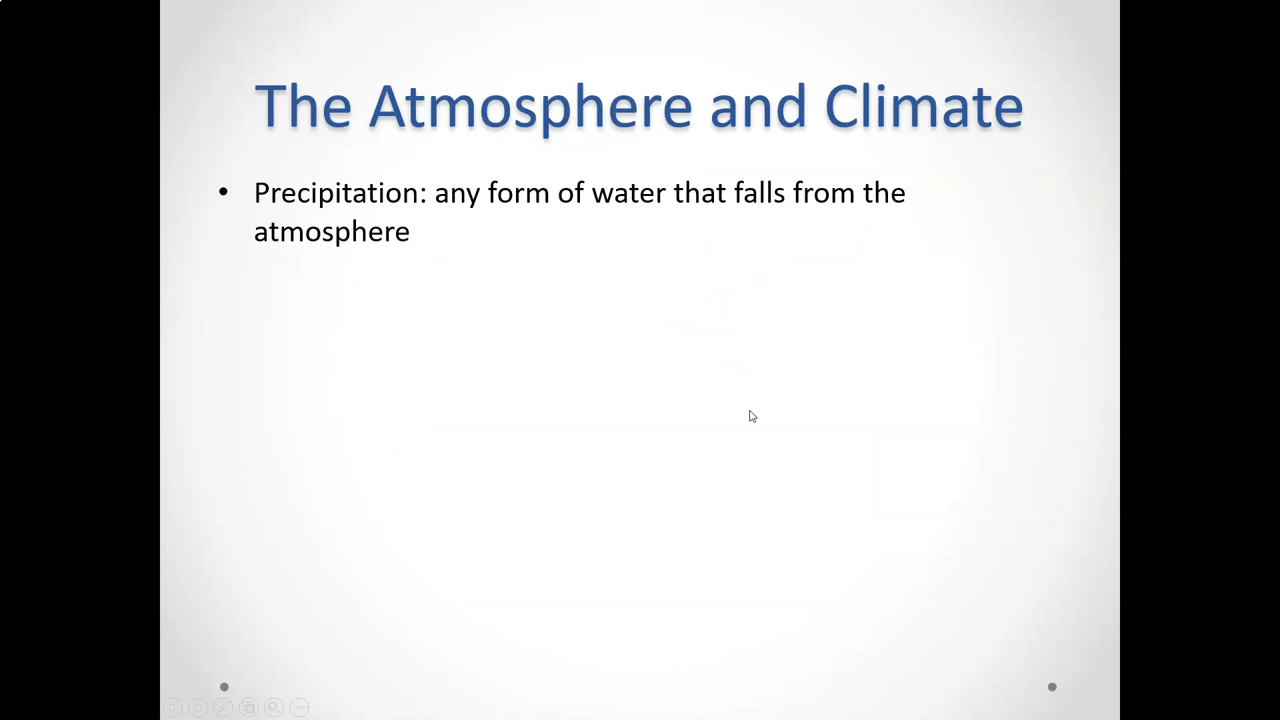 The Atmosphere and Climate
• Precipitation: any form of water that falls from the
atmosphere